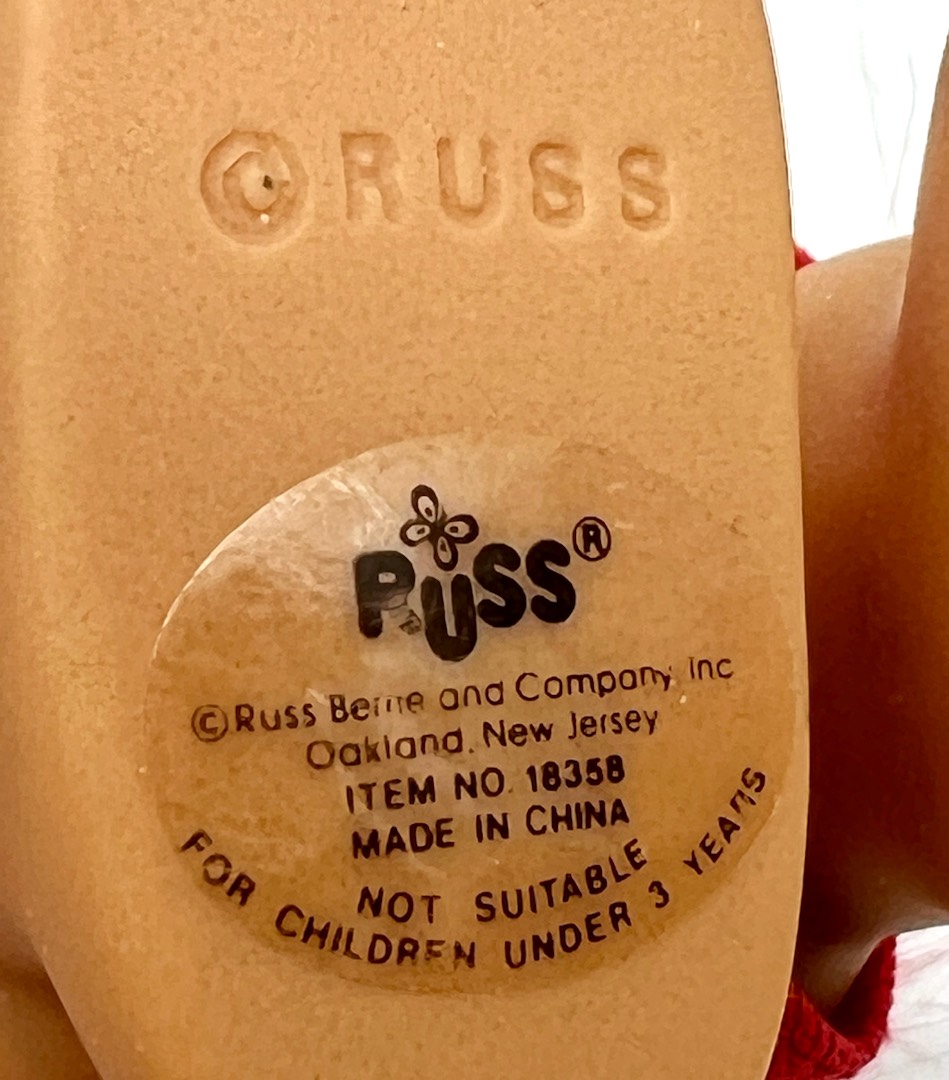 ©RUSS
RUSS®
©Russ Berrie and Company, Inc
Oakland, New Jersey
ITEM NO. 18358
MADE IN CHINA
NOT SUITABLE
FOR CHILDREN UNDER 3 YEARS